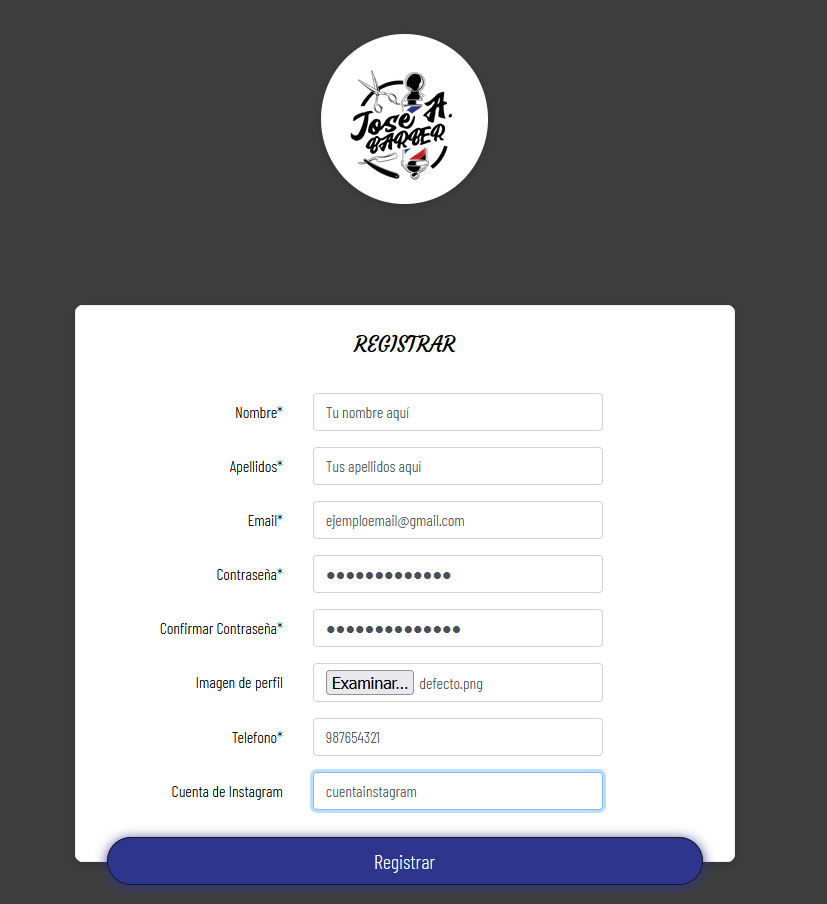 Jose A.
BARBER
REGISTRAR
Nombre* Tu nombre aquí
Apellidos* Tus apellidos aquí
Email* ejemploemail@gmail.com
Contraseña* ●●●●●●●●●●●●●
Confirmar Contraseña* ●●●●●●●●●●●●●●
Imagen de perfil Examinar... defecto.png
Telefono* 987654321
Cuenta de Instagram cuentainstagram
Registrar